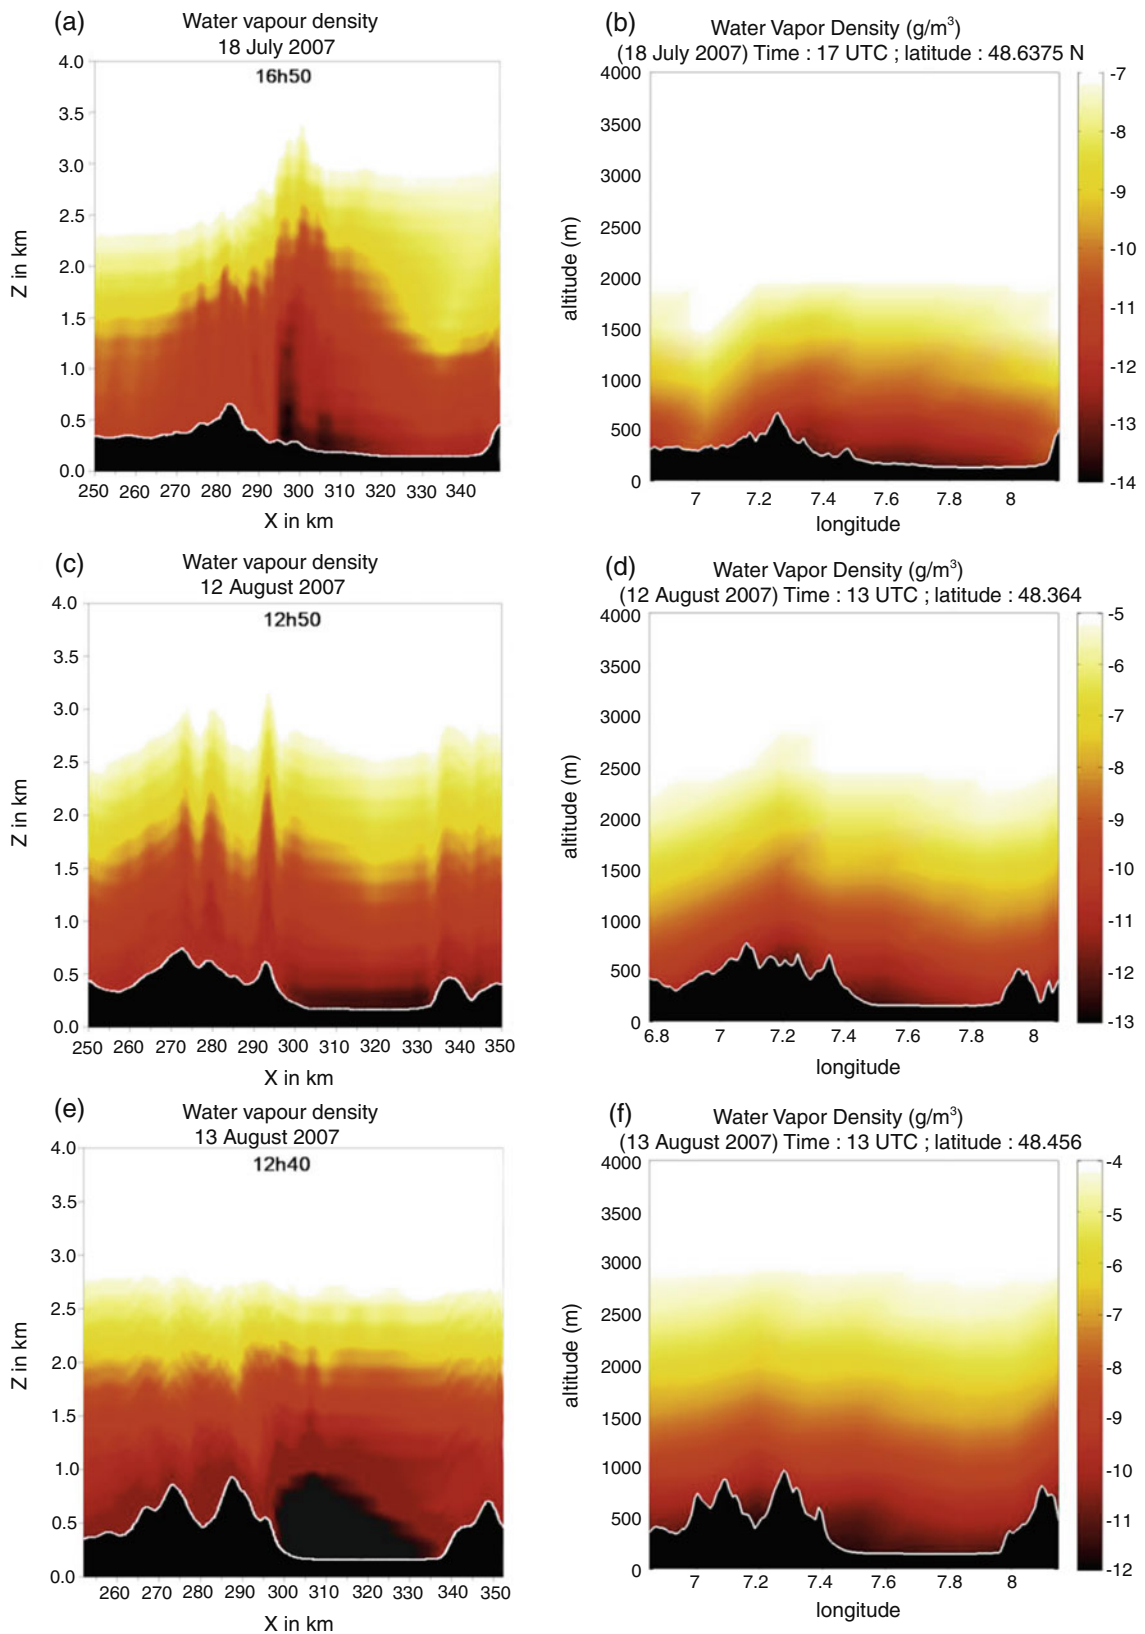 (a)
Water vapour density
18 July 2007
16h50
4.0
3.5
3.0
2.5
2.0
1.5
1.0
0.5
0.0
Z in km
250 260 270 280 290 300 310 320 330 340
X in km
(b)
Water Vapor Density (g/m³)
(18 July 2007) Time : 17 UTC ; latitude : 48.6375 N
4000
3500
3000
2500
2000
1500
1000
500
0
altitude (m)
7 7.2 7.4 7.6 7.8 8
longitude
-7
-8
-9
-10
-11
-12
-13
-14
(c)
Water vapour density
12 August 2007
12h50
4.0
3.5
3.0
2.5
2.0
1.5
1.0
0.5
0.0
Z in km
250 260 270 280 290 300 310 320 330 340 350
X in km
(d)
Water Vapor Density (g/m³)
(12 August 2007) Time : 13 UTC ; latitude : 48.364
4000
3500
3000
2500
2000
1500
1000
500
0
altitude (m)
6.8 7 7.2 7.4 7.6 7.8 8
longitude
-5
-6
-7
-8
-9
-10
-11
-12
-13
(e)
Water vapour density
13 August 2007
12h40
4.0
3.5
3.0
2.5
2.0
1.5
1.0
0.5
0.0
Z in km
260 270 280 290 300 310 320 330 340 350
X in km
(f)
Water Vapor Density (g/m³)
(13 August 2007) Time : 13 UTC ; latitude : 48.456
4000
3500
3000
2500
2000
1500
1000
500
0
altitude (m)
7 7.2 7.4 7.6 7.8 8
longitude
-4
-5
-6
-7
-8
-9
-10
-11
-12